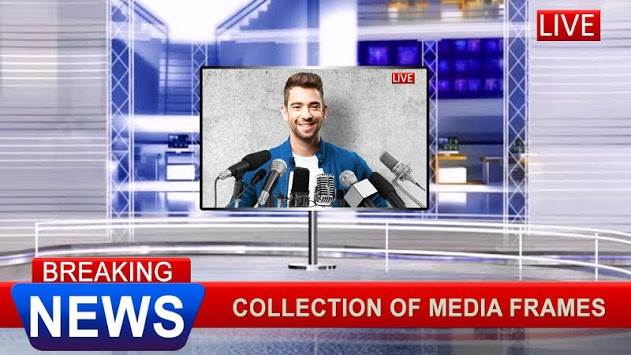 LIVE
LIVE
BREAKING
NEWS
COLLECTION OF MEDIA FRAMES